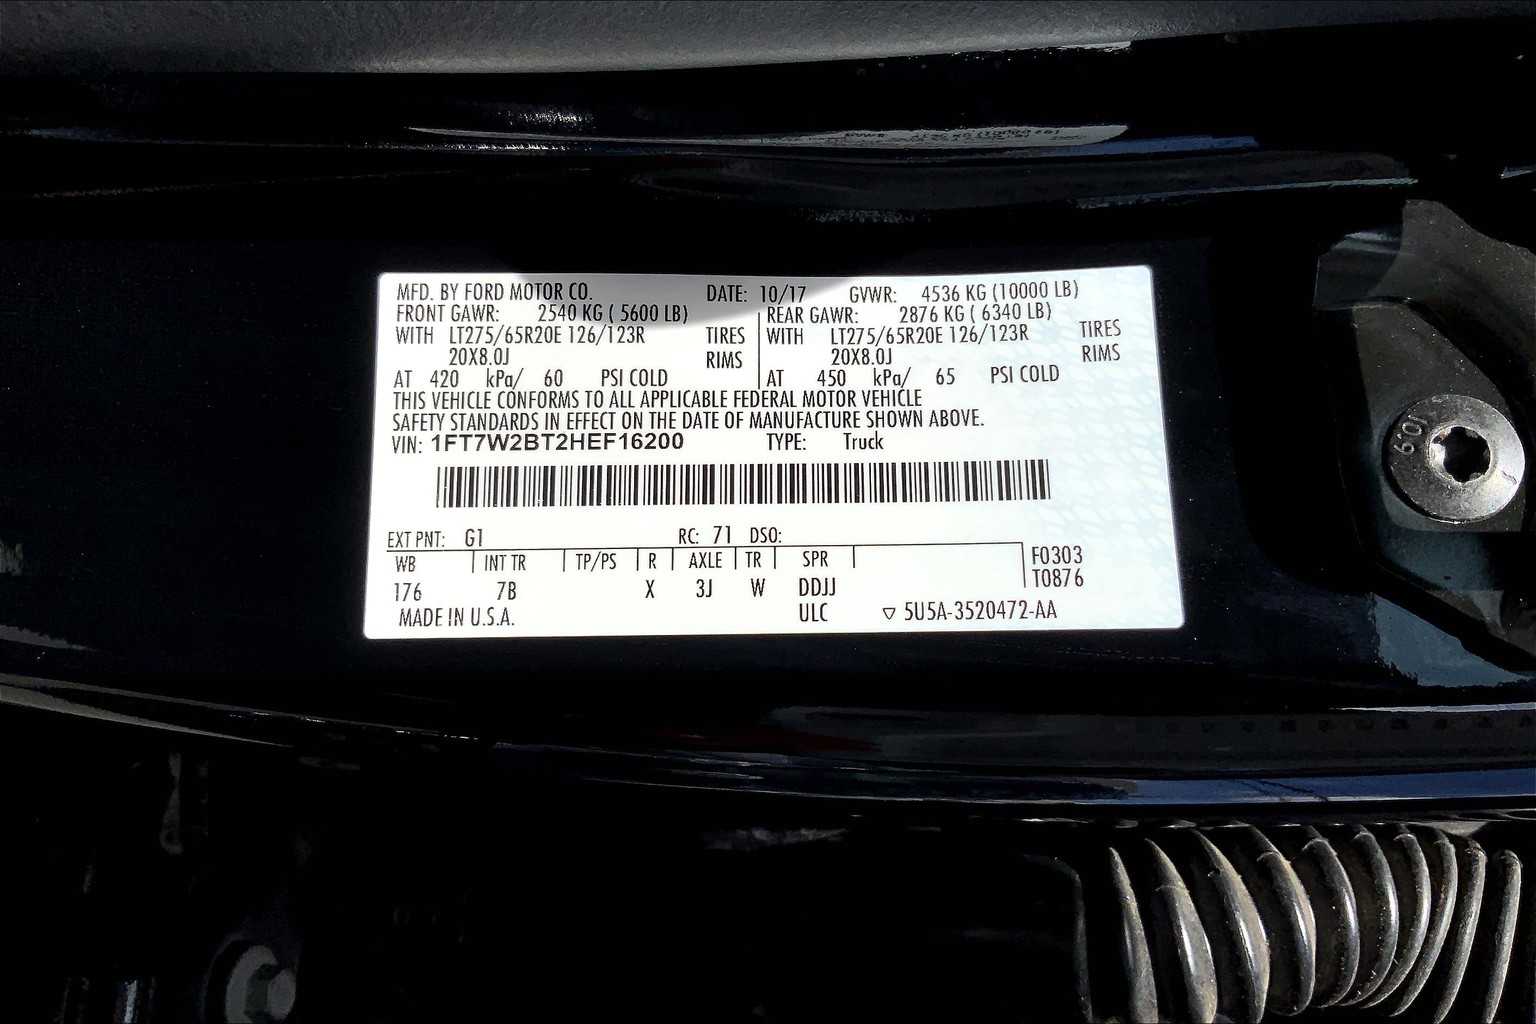 MFD. BY FORD MOTOR CO. DATE: 10/17 GVWR: 4536 KG (10000 LB)
FRONT GAWR: 2540 KG ( 5600 LB) REAR GAWR: 2876 KG ( 6340 LB)
WITH LT275/65R20E 126/123R TIRES WITH LT275/65R20E 126/123R TIRES
20X8.0J RIMS 20X8.0J RIMS
AT 420 kPa/ 60 PSI COLD AT 450 kPa/ 65 PSI COLD
THIS VEHICLE CONFORMS TO ALL APPLICABLE FEDERAL MOTOR VEHICLE
SAFETY STANDARDS IN EFFECT ON THE DATE OF MANUFACTURE SHOWN ABOVE.
VIN: 1FT7W2BT2HEF16200 TYPE: Truck
EXT PNT: G1 RC: 71 DSO:
WB INT TR TP/PS R AXLE TR SPR F0303
T0876
176 7B X 3J W DDJJ
MADE IN U.S.A. ULC ▽ 5U5A-3520472-AA
10.9